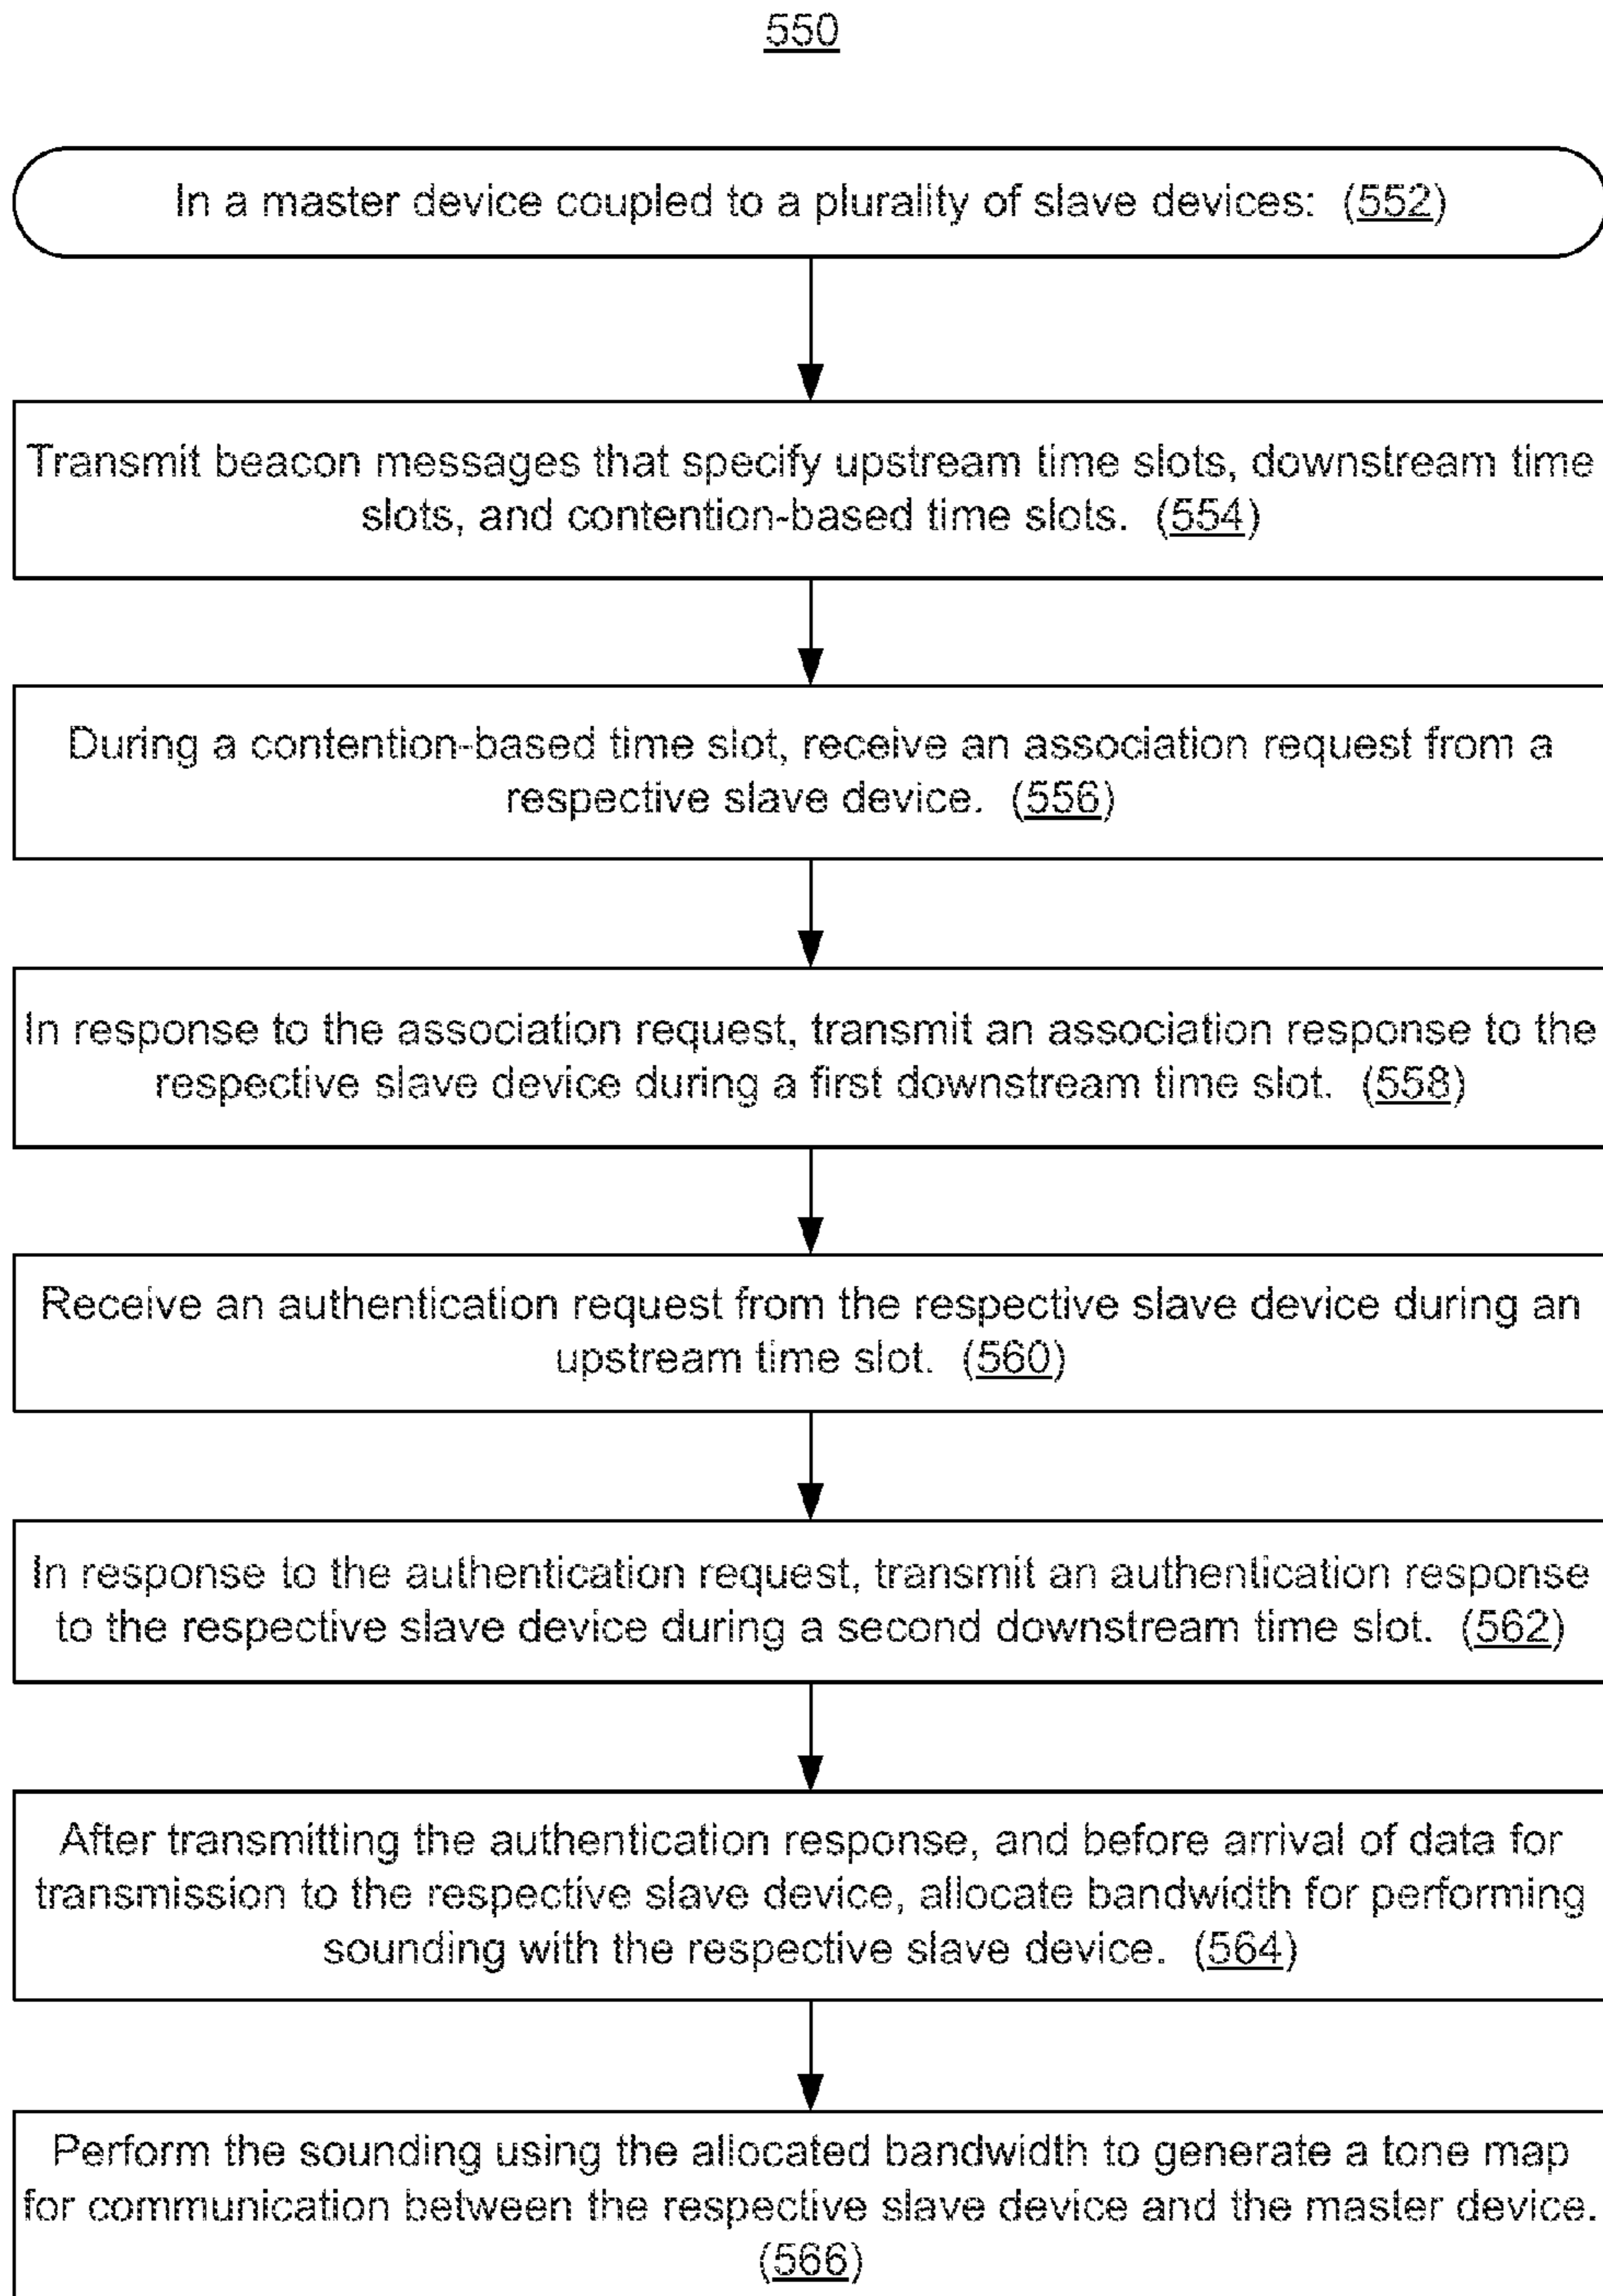 550
In a master device coupled to a plurality of slave devices: (552)
Transmit beacon messages that specify upstream time slots, downstream time
slots, and contention-based time slots. (554)
During a contention-based time slot, receive an association request from a
respective slave device. (556)
In response to the association request, transmit an association response to the
respective slave device during a first downstream time slot. (558)
Receive an authentication request from the respective slave device during an
upstream time slot. (560)
In response to the authentication request, transmit an authentication response
to the respective slave device during a second downstream time slot. (562)
After transmitting the authentication response, and before arrival of data for
transmission to the respective slave device, allocate bandwidth for performing
sounding with the respective slave device. (564)
Perform the sounding using the allocated bandwidth to generate a tone map
for communication between the respective slave device and the master device.
(566)